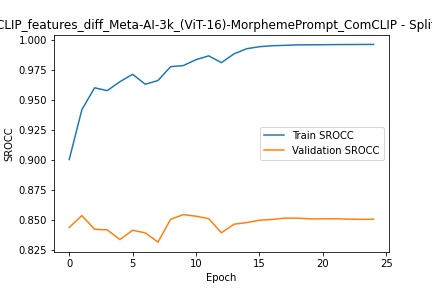 CLIP_features_diff_Meta-AI-3k_(ViT-16)-MorphemePrompt_ComCLIP - Split
1.000
0.975
0.950
0.925
0.900
0.875
0.850
0.825
SROCC
Train SROCC
Validation SROCC
0 5 10 15 20 25
Epoch